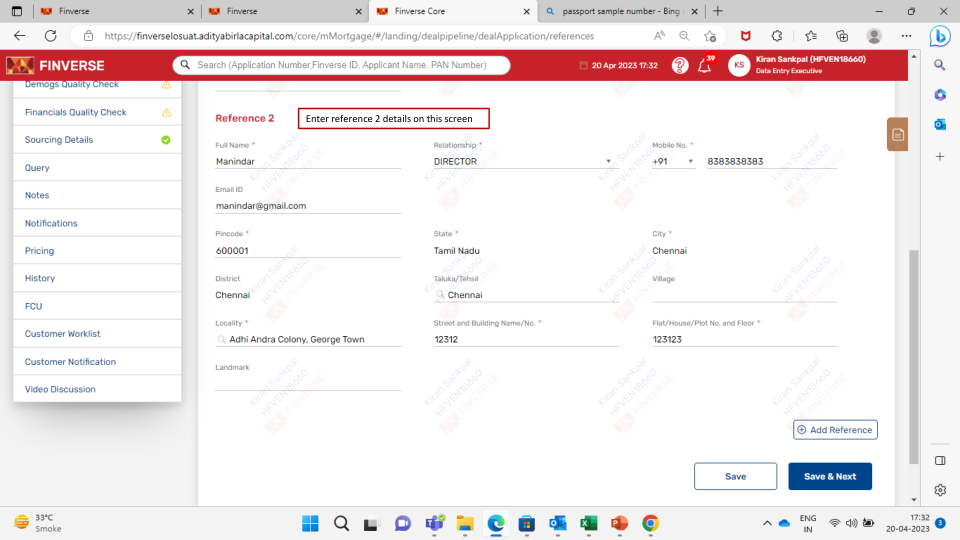 Finverse
Finverse
Finverse Core
passport sample number - Bing
https://finverselosuat.adityabirlacapital.com/core/mMortgage/#/landing/dealpipeline/dealApplication/references
FINVERSE
Search (Application Number,Finverse ID, Applicant Name, PAN Number)
20 Apr 2023 17:32
39
KS
Kiran Sankpal (HFVEN18660)
Data Entry Executive
Demogs Quality Check
Financials Quality Check
Sourcing Details
Query
Notes
Notifications
Pricing
History
FCU
Customer Worklist
Customer Notification
Video Discussion
Reference 2
Enter reference 2 details on this screen
Full Name *
Relationship *
Mobile No. *
Manindar
DIRECTOR
+91
8383838383
Email ID
manindar@gmail.com
Pincode *
State *
City *
600001
Tamil Nadu
Chennai
District
Taluka/Tehsil
Village
Chennai
Chennai
Locality *
Street and Building Name/No. *
Flat/House/Plot No. and Floor *
Adhi Andra Colony, George Town
12312
123123
Landmark
Kiran Sankpal
HFVEN18660
FINVERSE
Add Reference
Save
Save & Next
33°C
Smoke
ENG
IN
17:32
20-04-2023
3